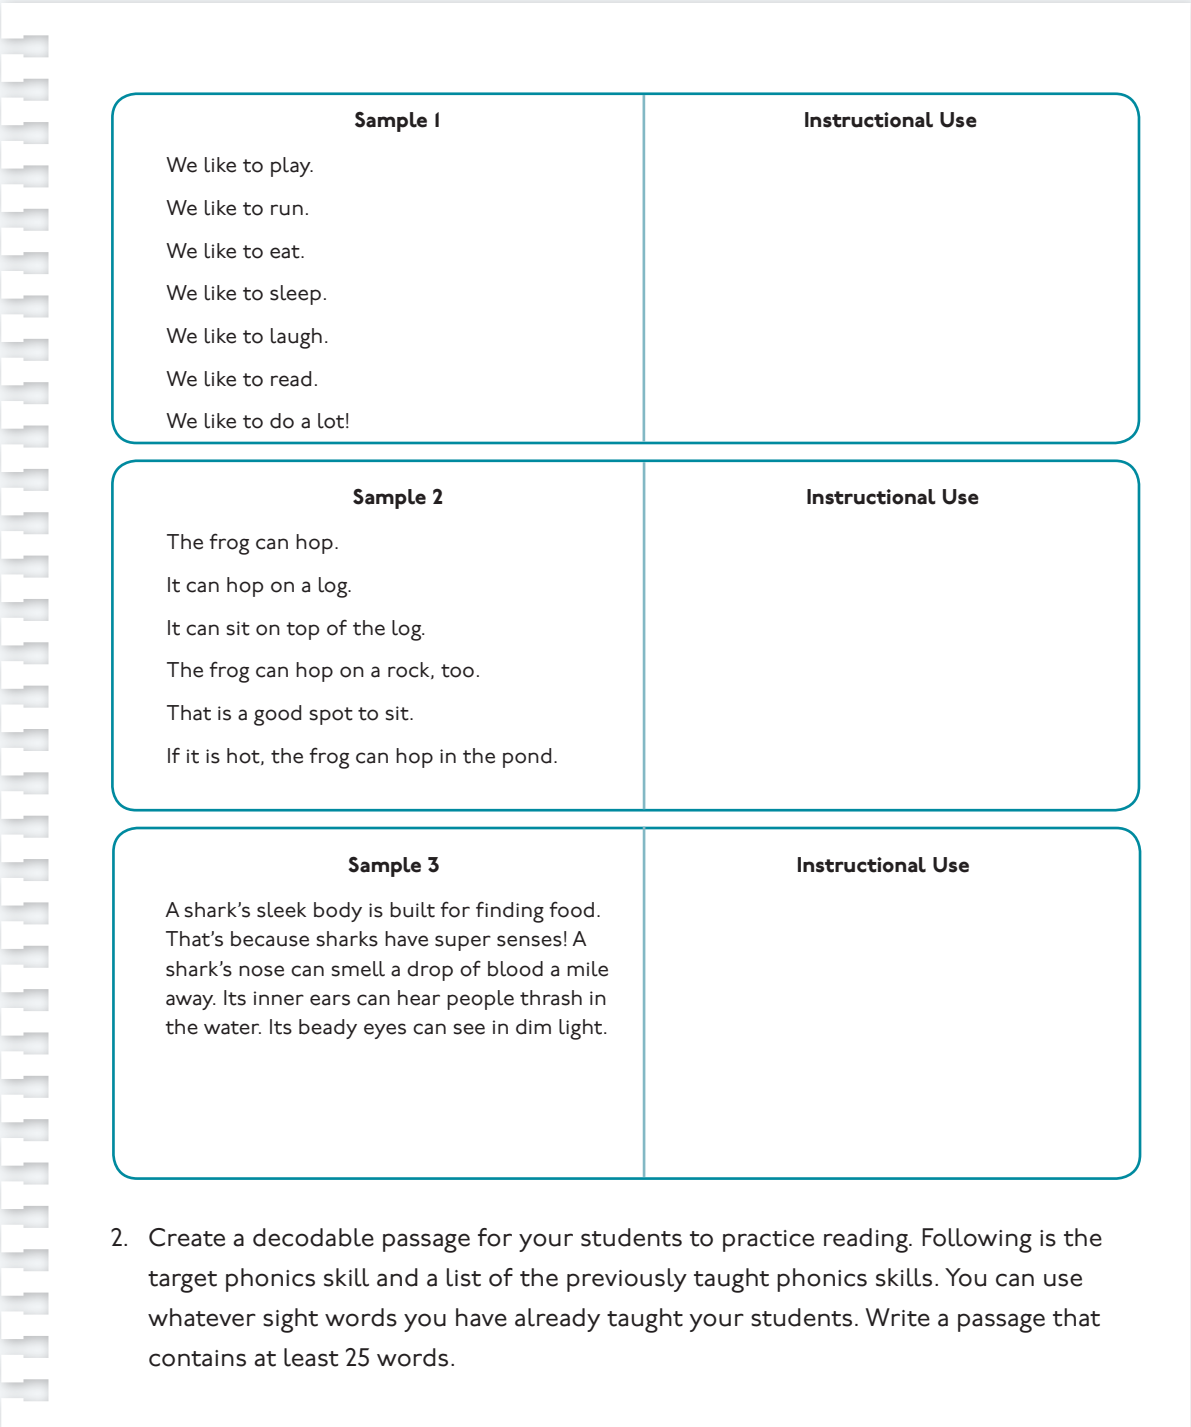 Sample 1
Instructional Use
We like to play.
We like to run.
We like to eat.
We like to sleep.
We like to laugh.
We like to read.
We like to do a lot!
Sample 2
Instructional Use
The frog can hop.
It can hop on a log.
It can sit on top of the log.
The frog can hop on a rock, too.
That is a good spot to sit.
If it is hot, the frog can hop in the pond.
Sample 3
Instructional Use
A shark’s sleek body is built for finding food.
That’s because sharks have super senses! A
shark’s nose can smell a drop of blood a mile
away. Its inner ears can hear people thrash in
the water. Its beady eyes can see in dim light.
2. Create a decodable passage for your students to practice reading. Following is the
target phonics skill and a list of the previously taught phonics skills. You can use
whatever sight words you have already taught your students. Write a passage that
contains at least 25 words.